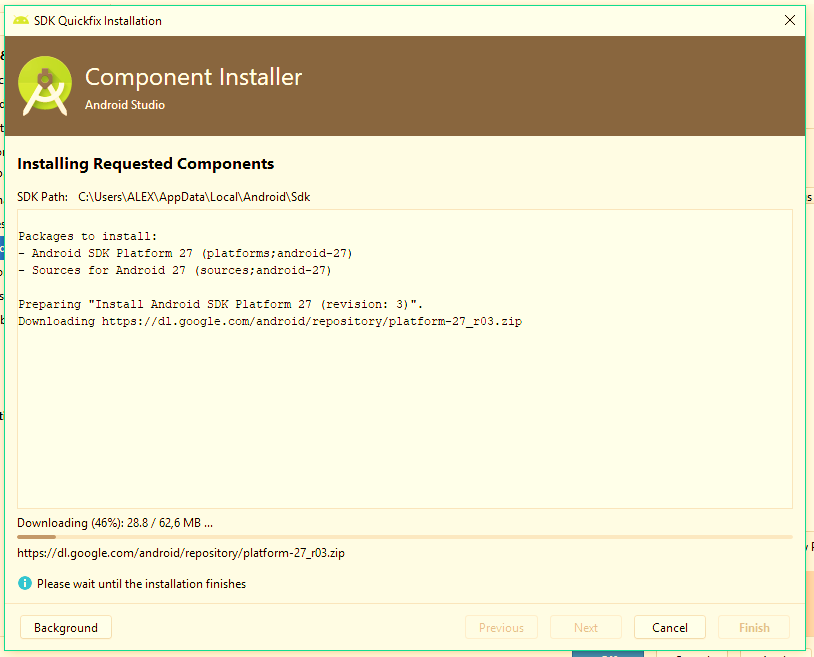 SDK Quickfix Installation
Component Installer
Android Studio
Installing Requested Components
SDK Path: C:\Users\ALEX\AppData\Local\Android\Sdk
Packages to install:
- Android SDK Platform 27 (platforms;android-27)
- Sources for Android 27 (sources;android-27)
Preparing "Install Android SDK Platform 27 (revision: 3)".
Downloading https://dl.google.com/android/repository/platform-27_r03.zip
Downloading (46%): 28.8 / 62,6 MB ...
https://dl.google.com/android/repository/platform-27_r03.zip
Please wait until the installation finishes
Background Previous Next Cancel Finish